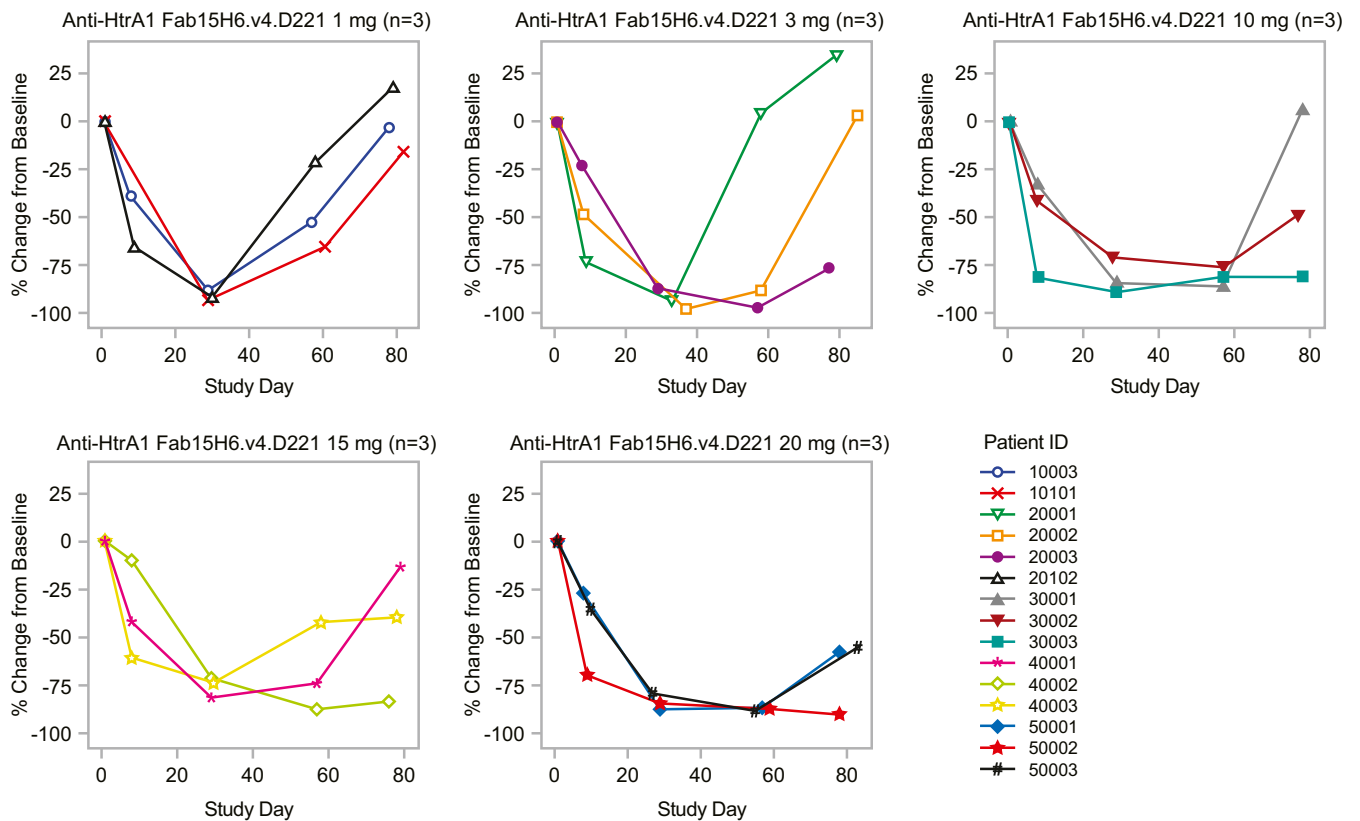 Anti-HtrA1 Fab15H6.v4.D221 1 mg (n=3)
% Change from Baseline
25
0
-25
-50
-75
-100
0 20 40 60 80
Study Day
Anti-HtrA1 Fab15H6.v4.D221 3 mg (n=3)
% Change from Baseline
25
0
-25
-50
-75
-100
0 20 40 60 80
Study Day
Anti-HtrA1 Fab15H6.v4.D221 10 mg (n=3)
% Change from Baseline
25
0
-25
-50
-75
-100
0 20 40 60 80
Study Day
Anti-HtrA1 Fab15H6.v4.D221 15 mg (n=3)
% Change from Baseline
25
0
-25
-50
-75
-100
0 20 40 60 80
Study Day
Anti-HtrA1 Fab15H6.v4.D221 20 mg (n=3)
% Change from Baseline
25
0
-25
-50
-75
-100
0 20 40 60 80
Study Day
Patient ID
10003
10101
20001
20002
20003
20102
30001
30002
30003
40001
40002
40003
50001
50002
50003